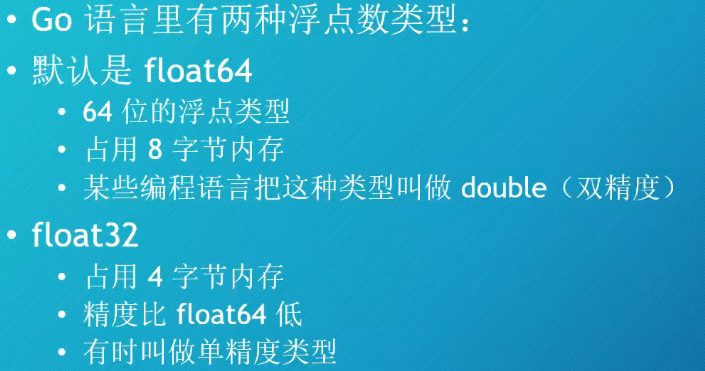 • Go 语言里有两种浮点数类型：
• 默认是 float64
• 64 位的浮点类型
• 占用 8 字节内存
• 某些编程语言把这种类型叫做 double（双精度）
• float32
• 占用 4 字节内存
• 精度比 float64 低
• 有时叫做单精度类型